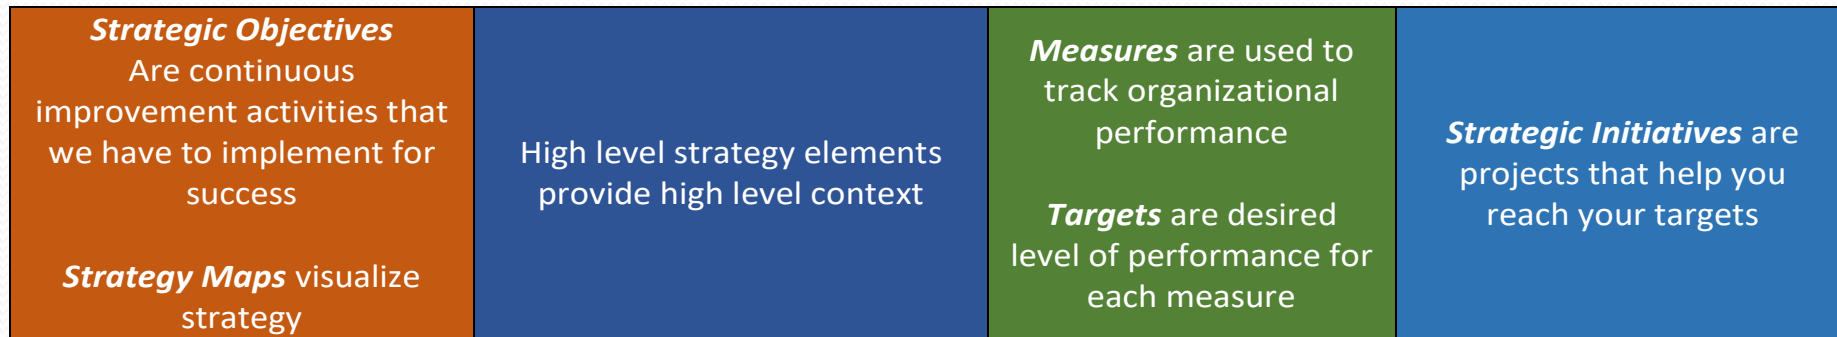 Strategic Objectives
Are continuous
improvement activities that
we have to implement for
success
Strategy Maps visualize
strategy
High level strategy elements
provide high level context
Measures are used to
track organizational
performance
Targets are desired
level of performance for
each measure
Strategic Initiatives are
projects that help you
reach your targets